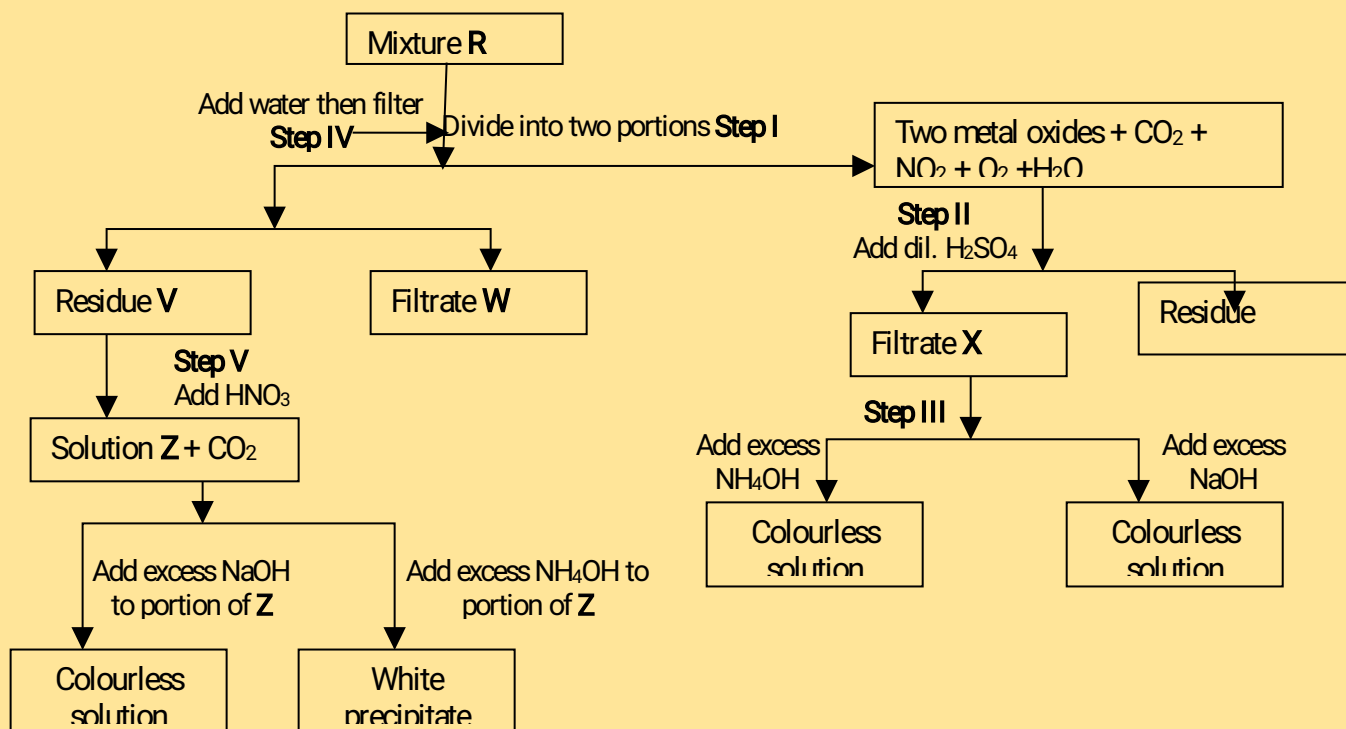 Mixture R
Add water then filter
Step IV
Divide into two portions Step I
Two metal oxides + CO₂ +
NO₂ + O₂ +H₂O
Step II
Add dil. H₂SO₄
Residue V
Filtrate W
Filtrate X
Residue
Step V
Add HNO₃
Solution Z + CO₂
Step III
Add excess
NH₄OH
Add excess
NaOH
Colourless
solution
Colourless
solution
Add excess NaOH
to portion of Z
Add excess NH₄OH to
portion of Z
Colourless
solution
White
precipitate